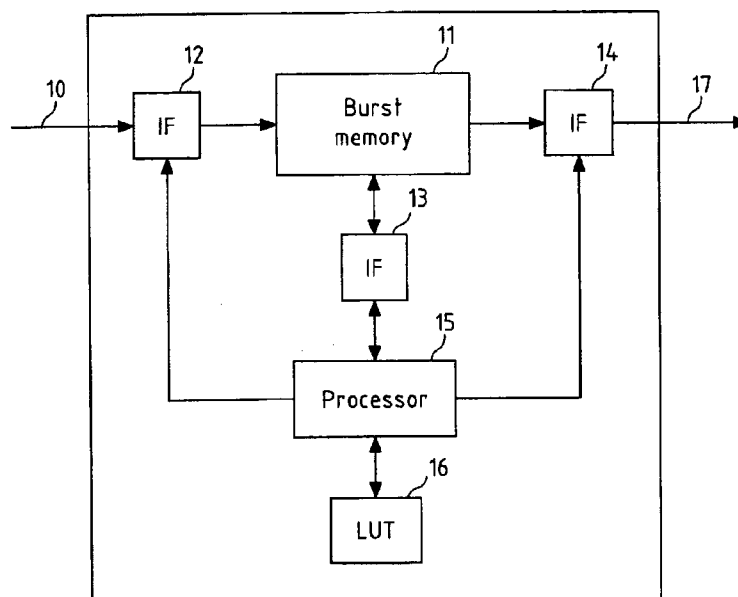 11
12
14
10
17
IF
Burst
memory
IF
13
IF
15
Processor
16
LUT